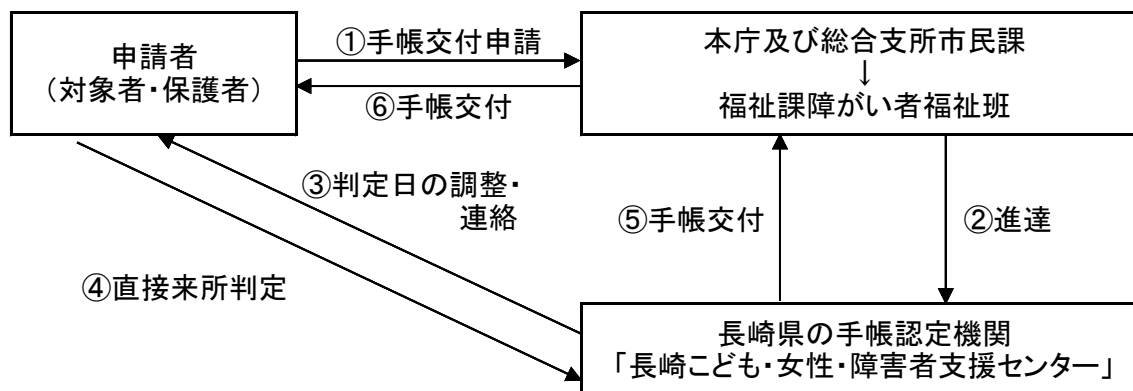 申請者
（対象者・保護者）
①手帳交付申請
⑥手帳交付
本庁及び総合支所市民課
↓
福祉課障がい者福祉班
③判定日の調整・
連絡
⑤手帳交付
②進達
④直接来所判定
長崎県の手帳認定機関
「長崎こども・女性・障害者支援センター」